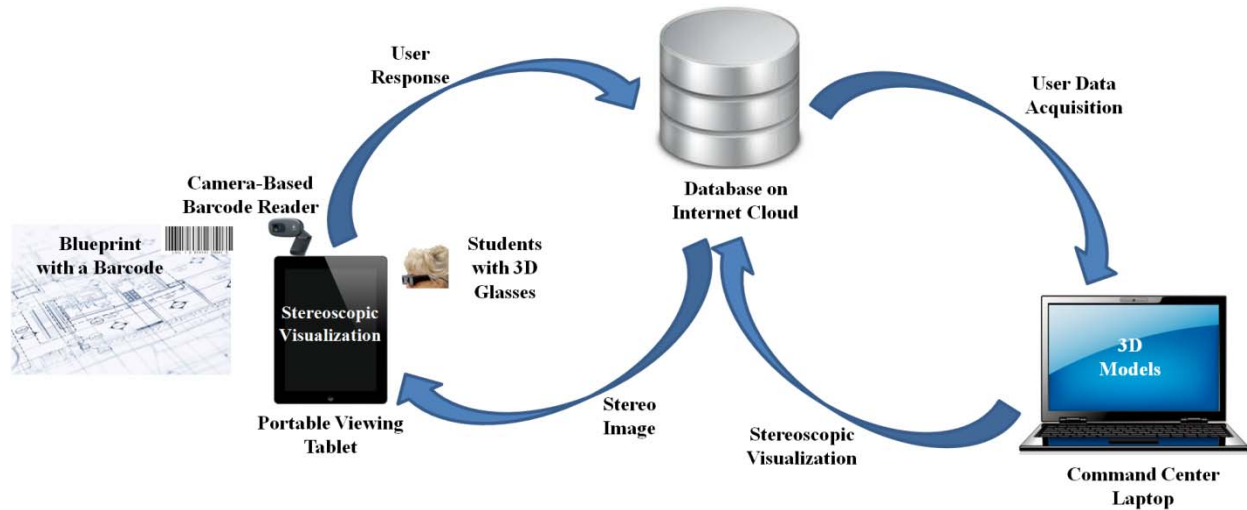 User
Response
User Data
Acquisition
Camera-Based
Barcode Reader
Database on
Internet Cloud
Blueprint
with a Barcode
Students
with 3D
Glasses
Stereoscopic
Visualization
3D
Models
Portable Viewing
Tablet
Stereo
Image
Stereoscopic
Visualization
Command Center
Laptop